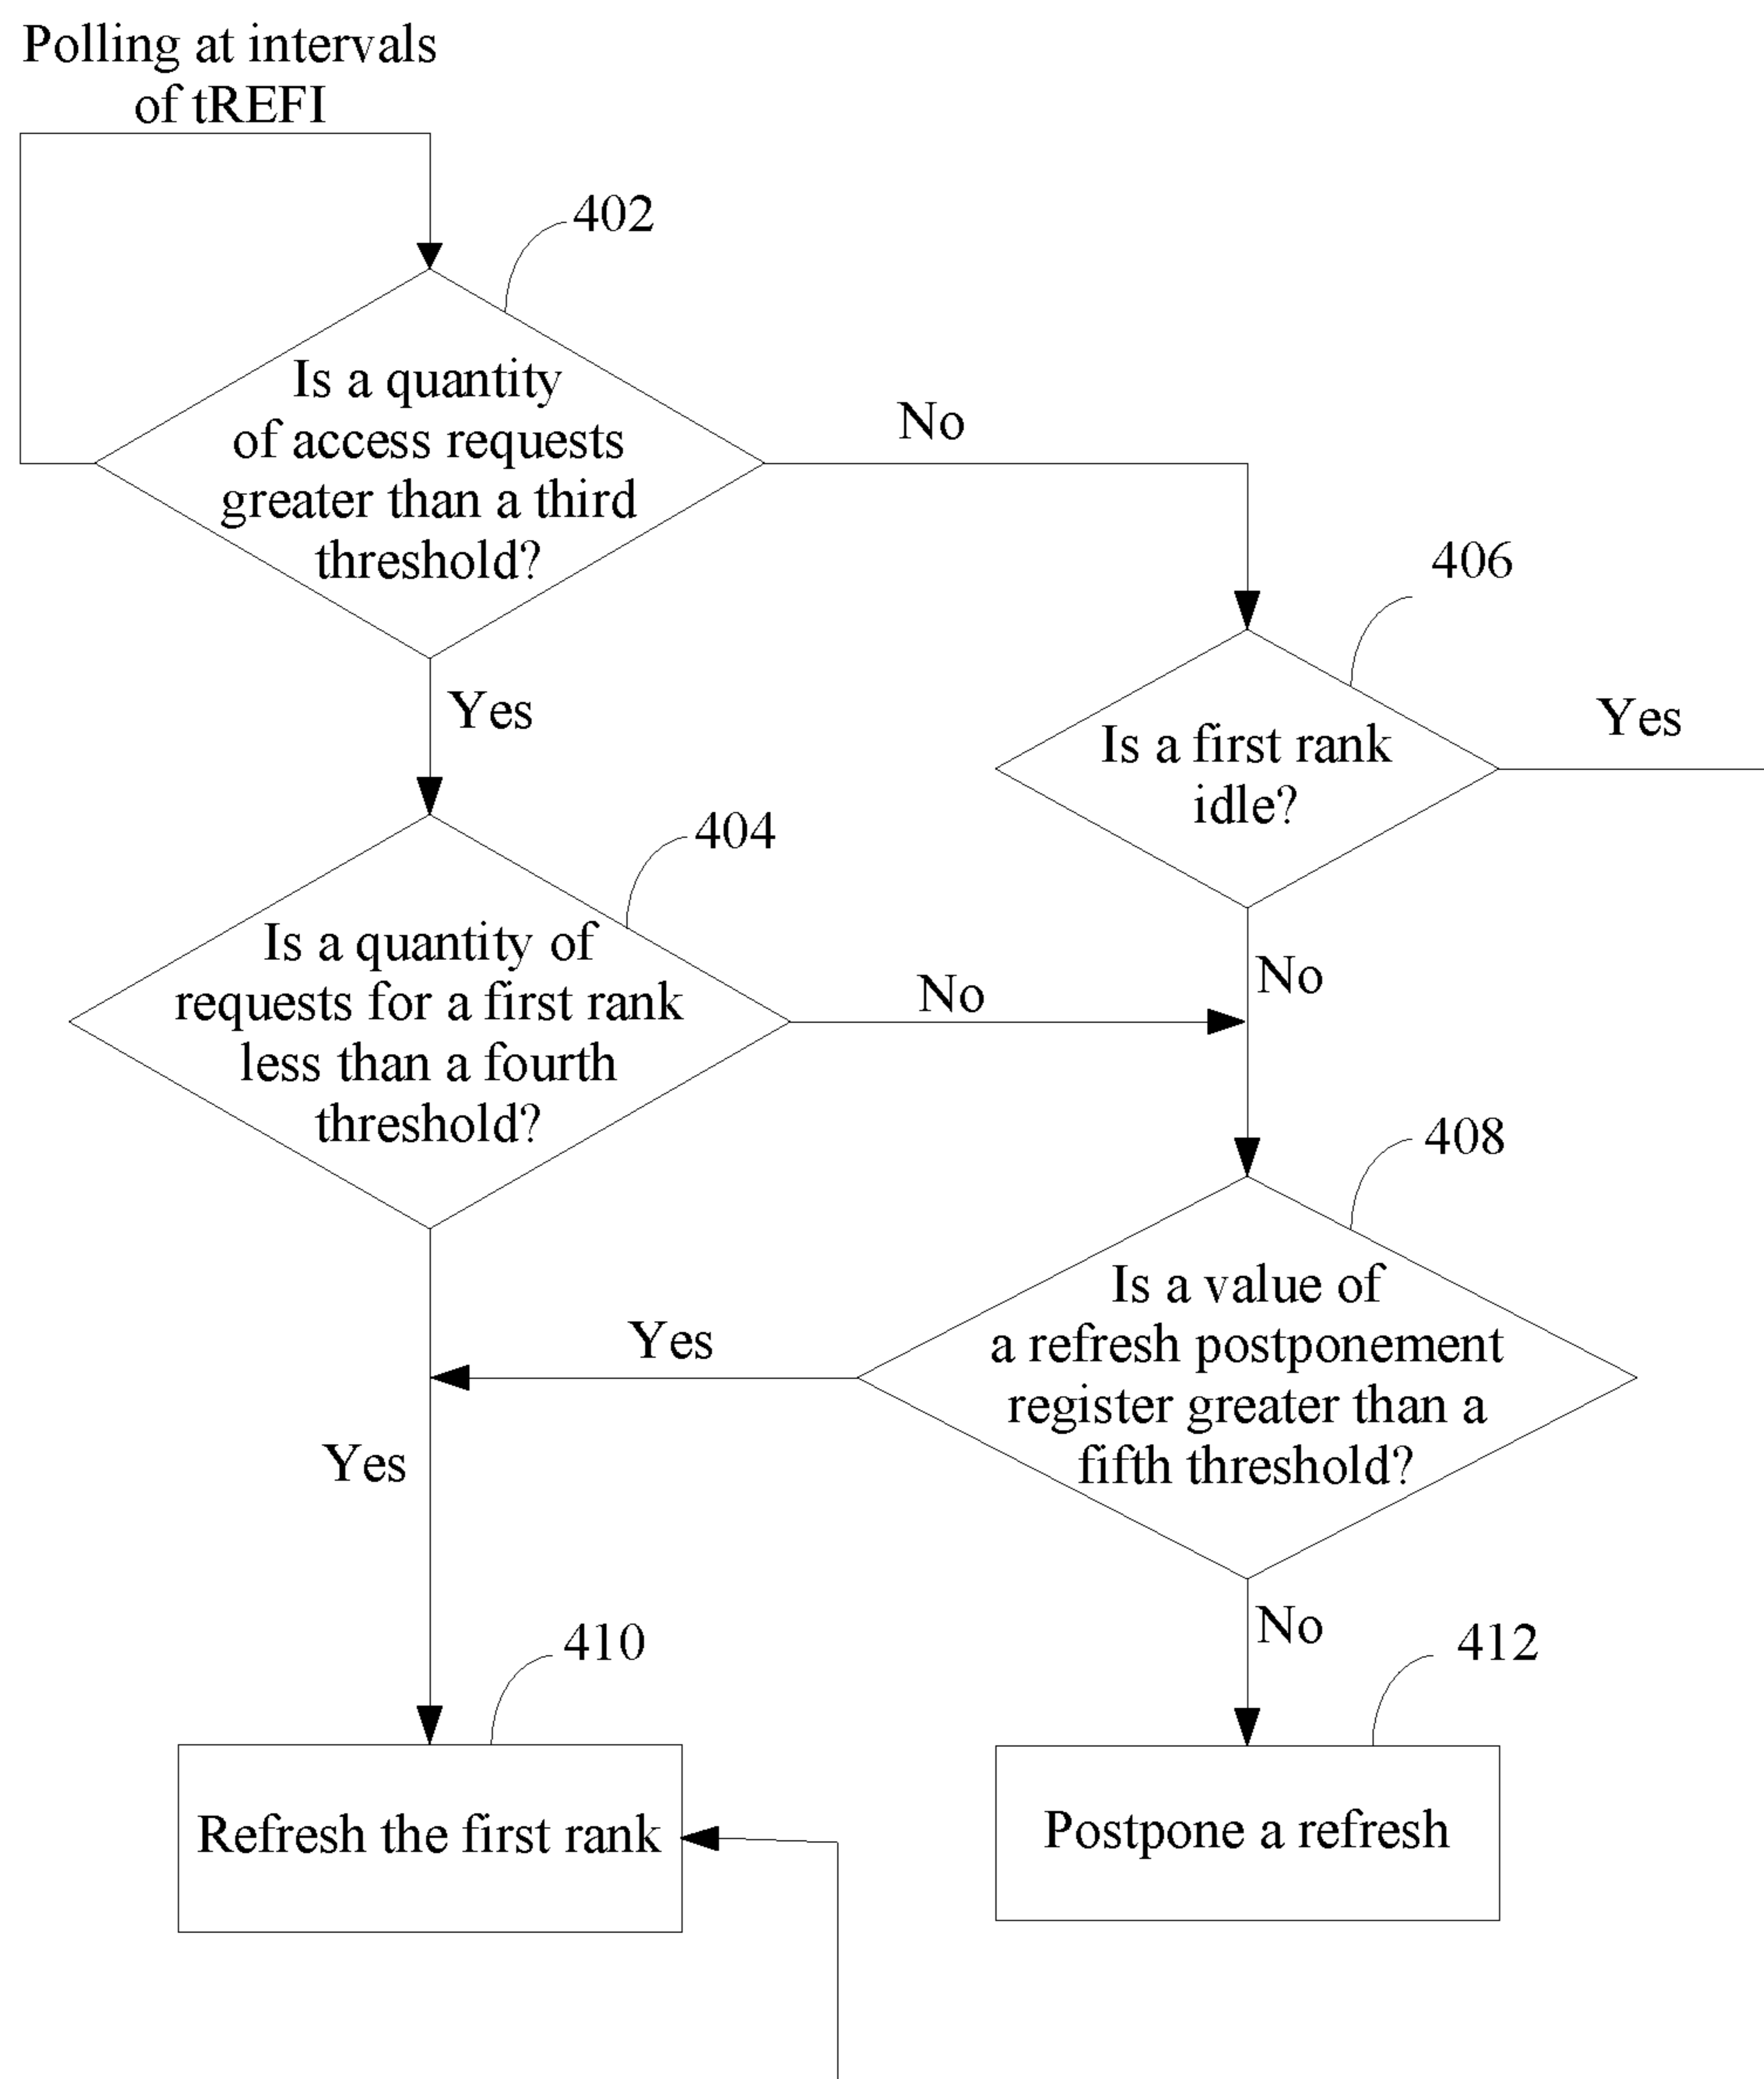 Polling at intervals
of tREFI
402
Is a quantity
of access requests
greater than a third
threshold?
No
406
Is a first rank
idle?
Yes
Yes
404
Is a quantity of
requests for a first rank
less than a fourth
threshold?
No
No
408
Is a value of
a refresh postponement
register greater than a
fifth threshold?
Yes
Yes
No
410
Refresh the first rank
412
Postpone a refresh